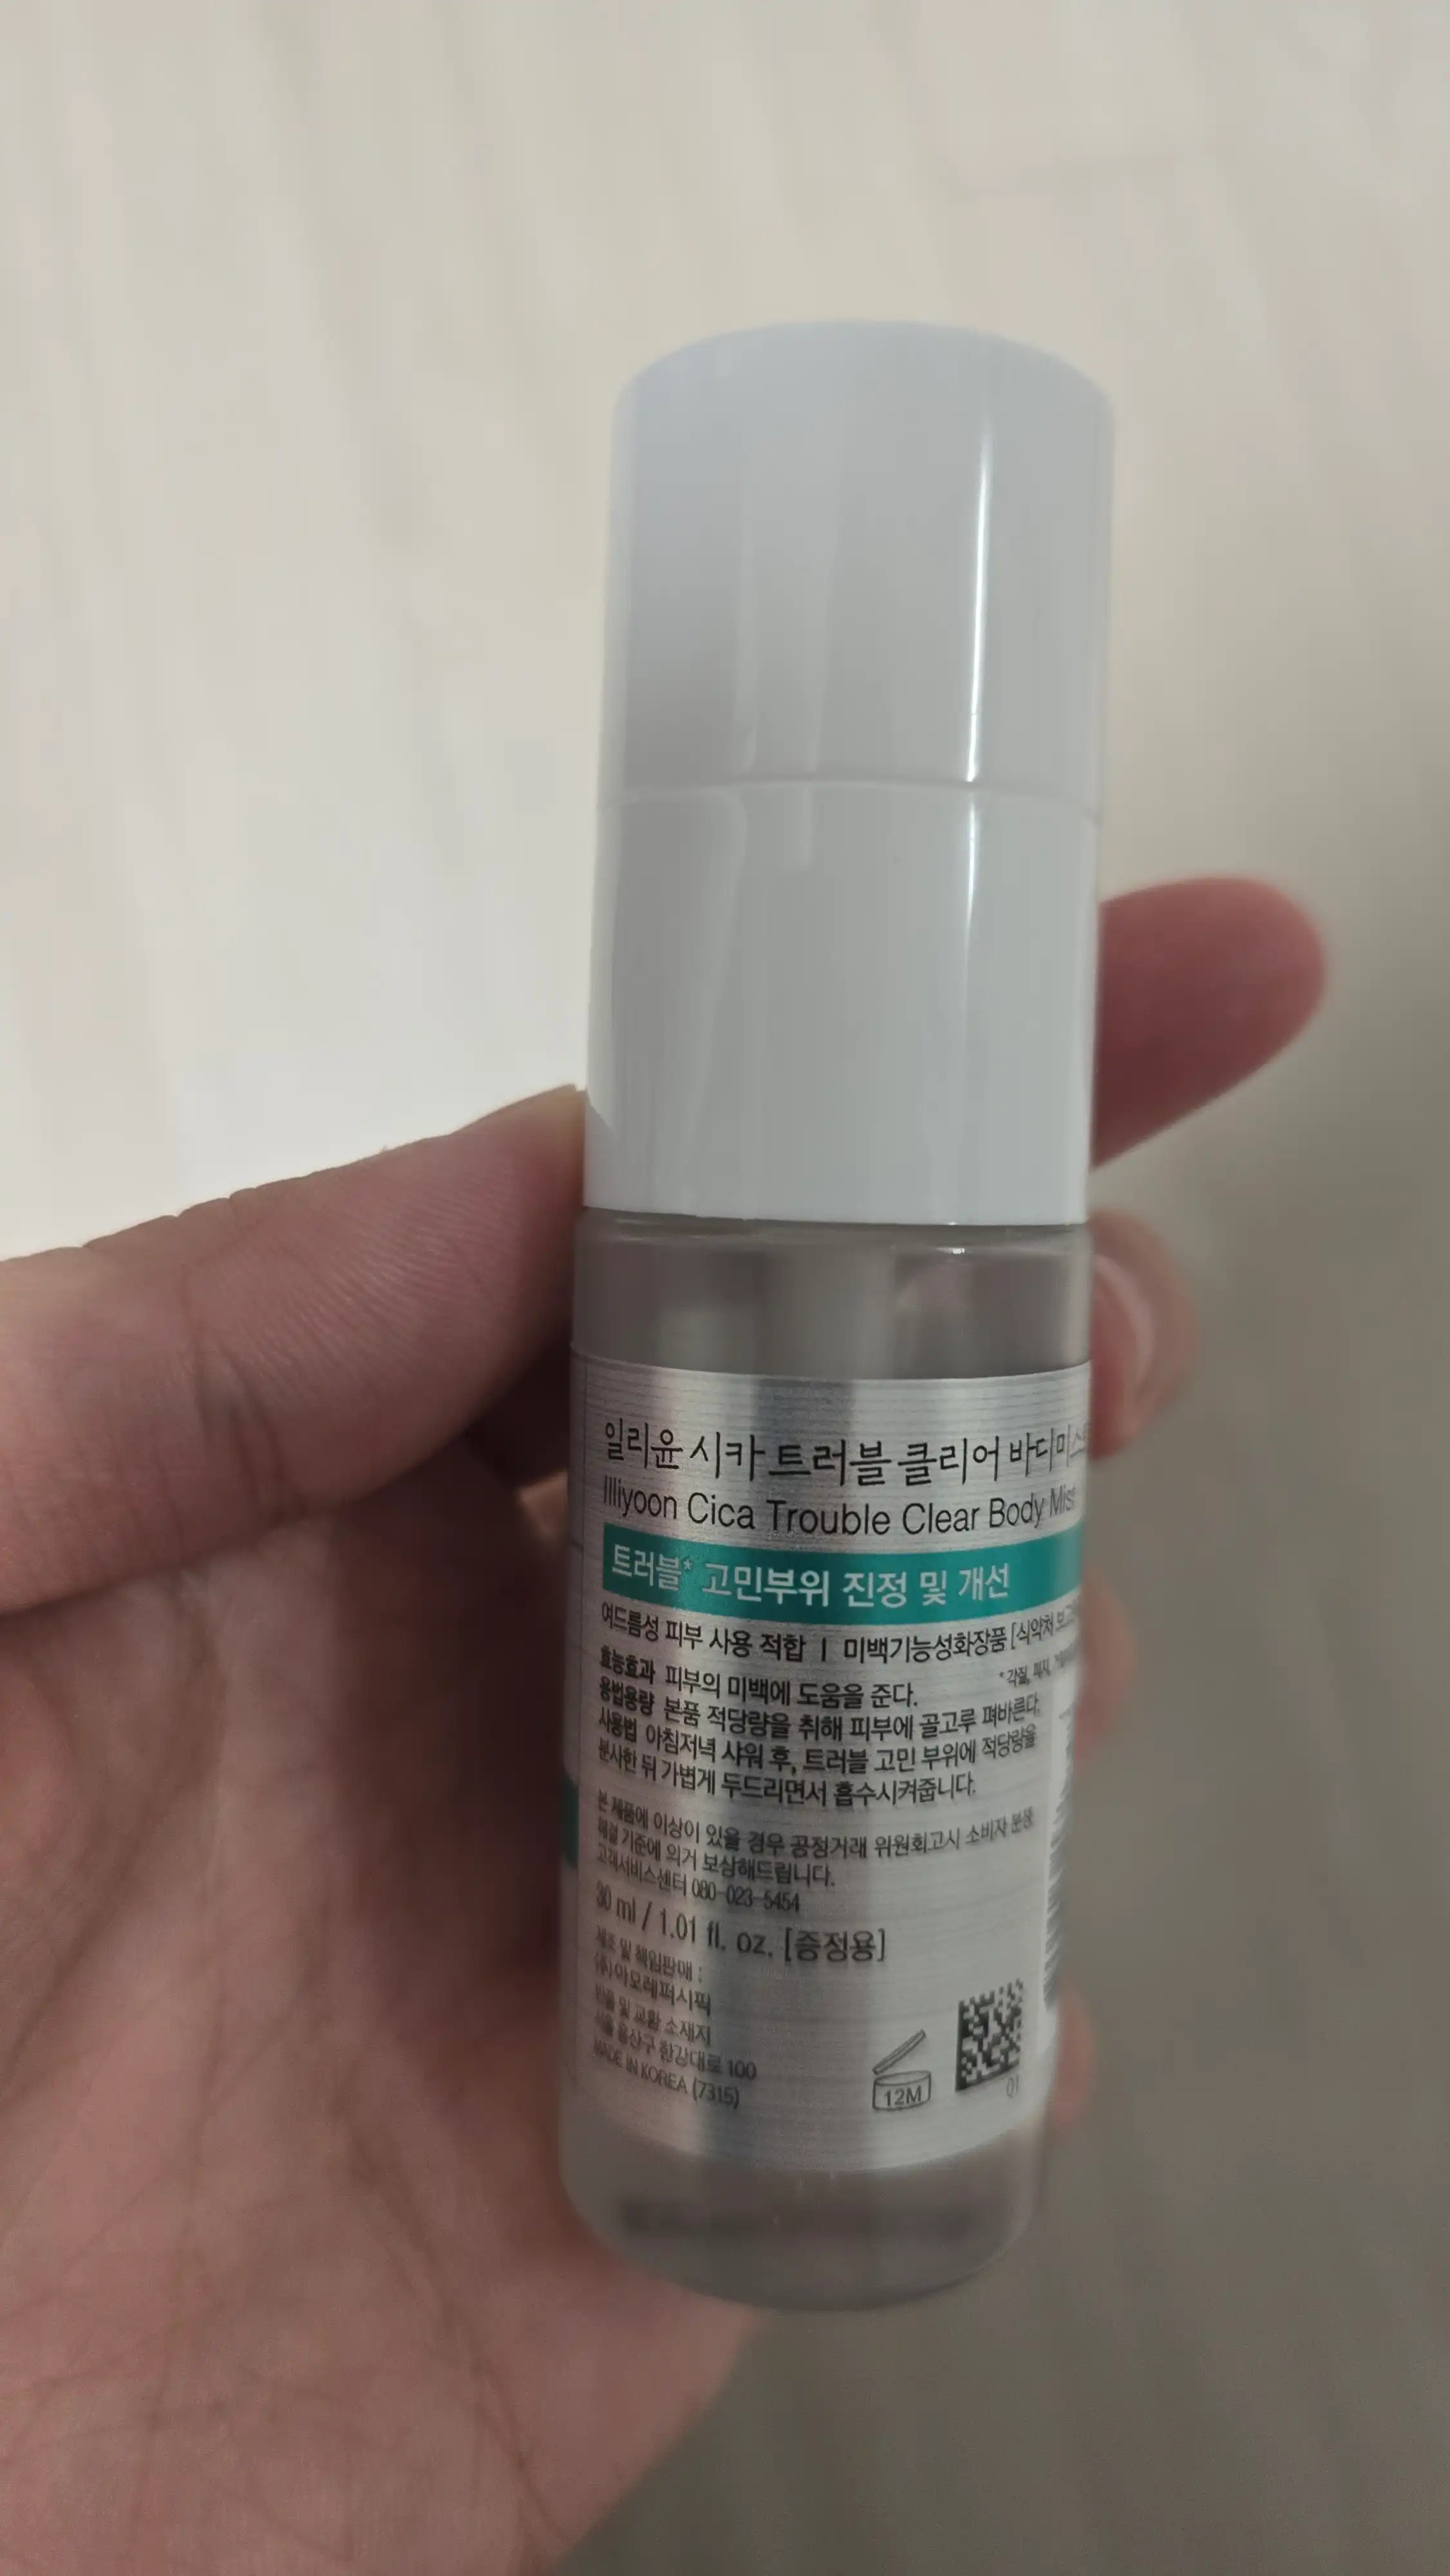 일리윤 시카 트러블 클리어 바디미스트
Illiyoon Cica Trouble Clear Body Mist
트러블* 고민부위 진정 및 개선
여드름성 피부 사용 적합 | 미백기능성화장품 [식약처
* 각질, 피지,
효능효과 피부의 미백에 도움을 준다.
용법용량 본품 적당량을 취해 피부에 골고루 펴바른다.
사용법 아침저녁 샤워 후, 트러블 고민 부위에 적당량을
분사한 뒤 가볍게 두드리면서 흡수시켜줍니다.
본 제품에 이상이 있을 경우 공정거래 위원회고시 소비자 분쟁
해결 기준에 의거 보상해드립니다.
고객서비스센터 080-023-5454
30 ml / 1.01 fl. oz. [증정용]
제조 및 책임판매 :
(주)아모레퍼시픽
반품 및 교환 소재지
서울 용산구 한강대로 100
MADE IN KOREA (7315)
12M
01